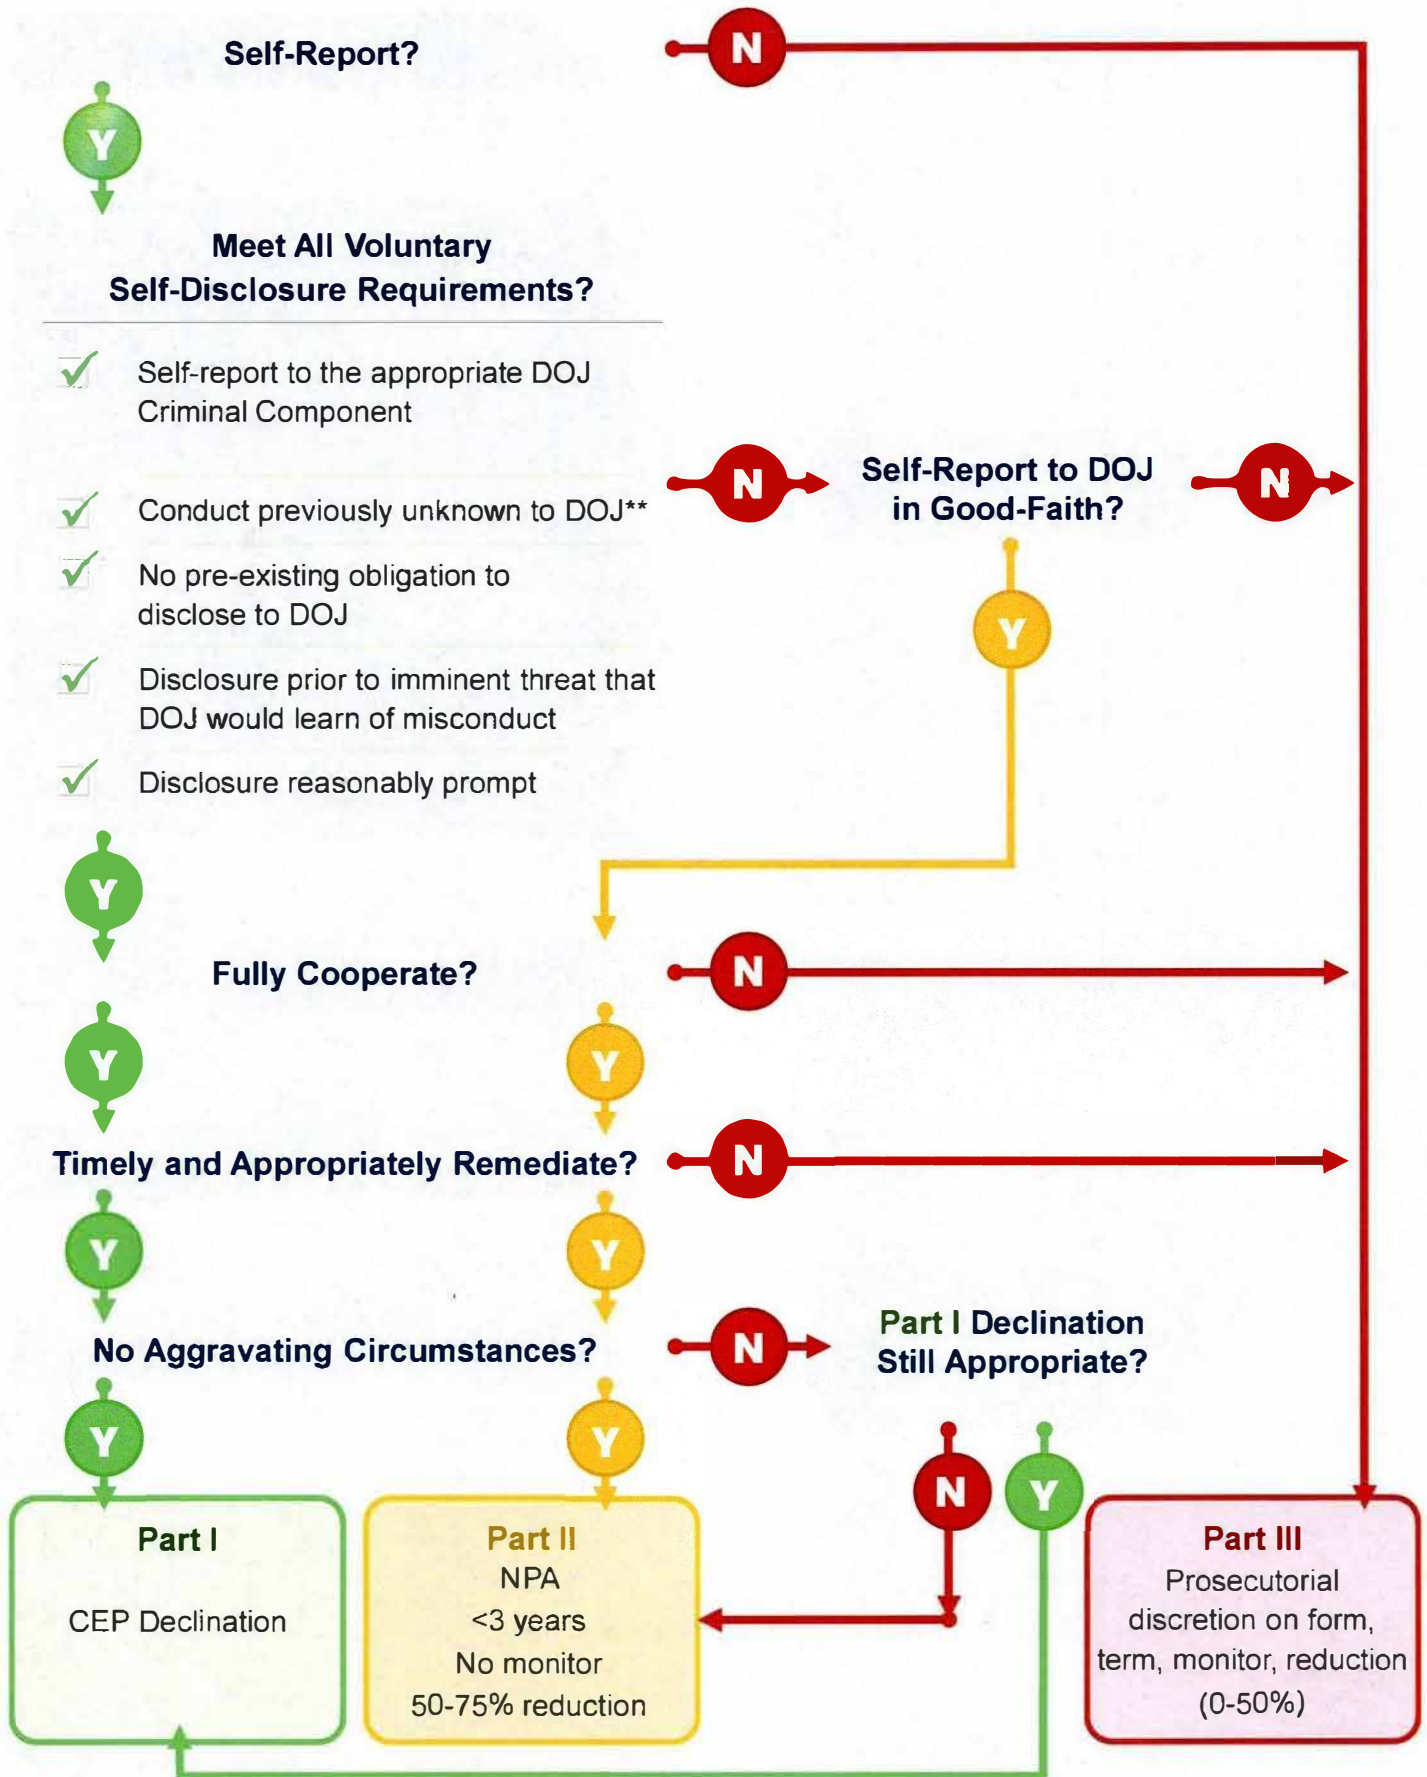 Self-Report?
N
Y
Meet All Voluntary
Self-Disclosure Requirements?
Self-report to the appropriate DOJ
Criminal Component
Conduct previously unknown to DOJ**
No pre-existing obligation to
disclose to DOJ
Disclosure prior to imminent threat that
DOJ would learn of misconduct
Disclosure reasonably prompt
N
Self-Report to DOJ
in Good-Faith?
N
Y
Y
Fully Cooperate?
N
Y
Y
Timely and Appropriately Remediate?
N
Y
Y
No Aggravating Circumstances?
N
Part I Declination
Still Appropriate?
Y
Y
N
Y
Part I
CEP Declination
Part II
NPA
<3 years
No monitor
50-75% reduction
Part III
Prosecutorial
discretion on form,
term, monitor, reduction
(0-50%)